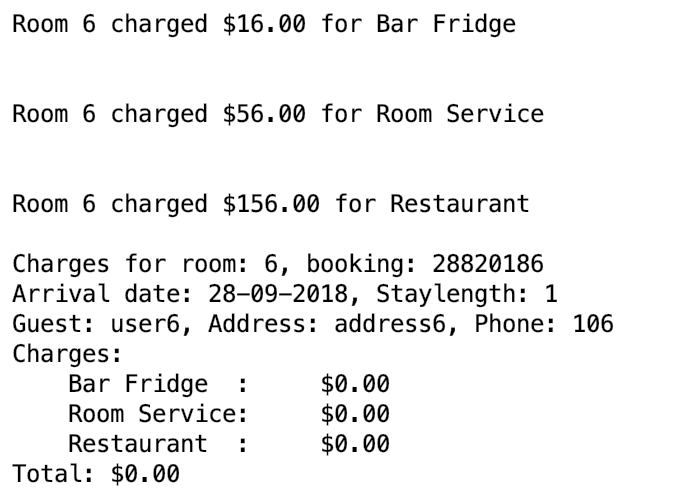 Room 6 charged $16.00 for Bar Fridge
Room 6 charged $56.00 for Room Service
Room 6 charged $156.00 for Restaurant
Charges for room: 6, booking: 28820186
Arrival date: 28-09-2018, Staylength: 1
Guest: user6, Address: address6, Phone: 106
Charges:
    Bar Fridge  :     $0.00
    Room Service:     $0.00
    Restaurant  :     $0.00
Total: $0.00